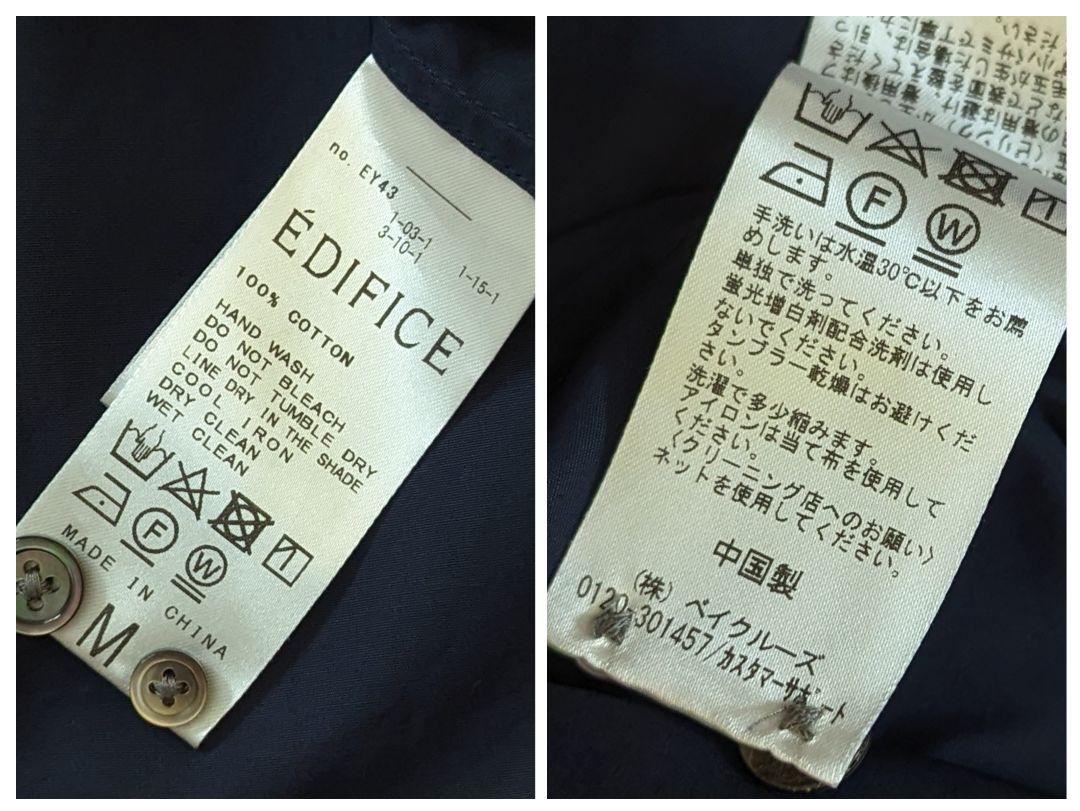 no. EY43
1-03-1
3-10-1
1-15-1
ÉDIFICE
100% COTTON
HAND WASH
DO NOT BLEACH
DO NOT TUMBLE DRY
LINE DRY IN THE SHADE
COOL IRON
DRY CLEAN
WET CLEAN
F
W
MADE IN CHINA
M
F
W
手洗いは水温30℃以下をお薦
めします。
単独で洗ってください。
蛍光増白剤配合洗剤は使用し
ないでください。
タンブラー乾燥はお避けくだ
さい。
洗濯で多少縮みます。
アイロンは当て布を使用して
ください。
〈クリーニング店へのお願い〉
ネットを使用してください。
中国製
(株) ベイクルーズ
0120-301457/カスタマーサポート